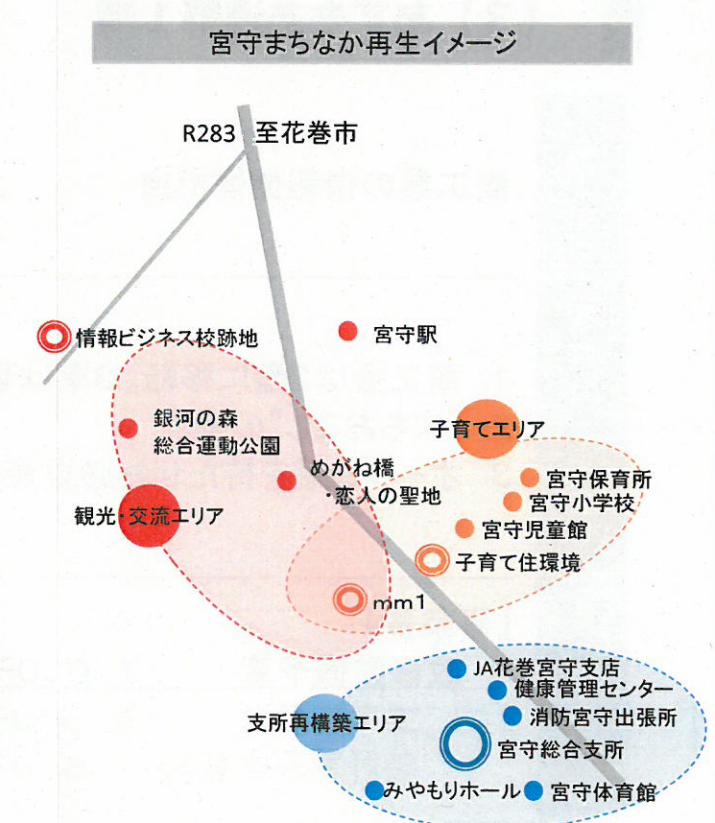 宮守まちなか再生イメージ
R283 至花巻市
情報ビジネス校跡地
宮守駅
銀河の森
総合運動公園
子育てエリア
めがね橋
・恋人の聖地
宮守保育所
宮守小学校
宮守児童館
観光・交流エリア
子育て住環境
mm1
JA花巻宮守支店
健康管理センター
消防宮守出張所
支所再構築エリア
宮守総合支所
みやもりホール
宮守体育館